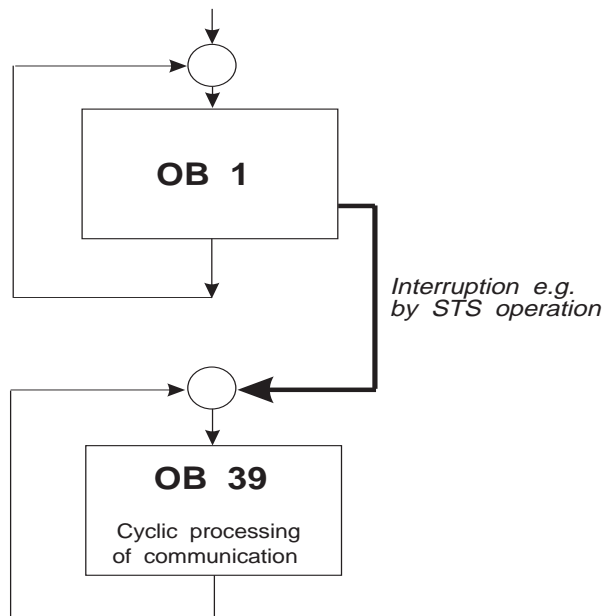 OB 1
Interruption e.g.
by STS operation
OB 39
Cyclic processing
of communication